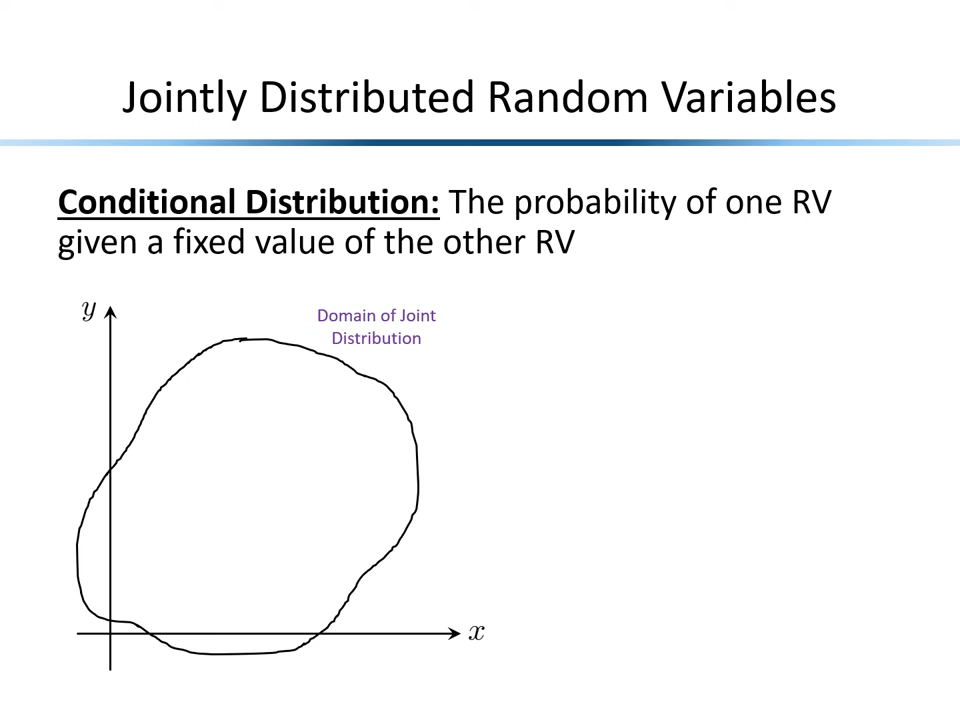 Jointly Distributed Random Variables
Conditional Distribution: The probability of one RV
given a fixed value of the other RV
y
Domain of Joint
Distribution
x